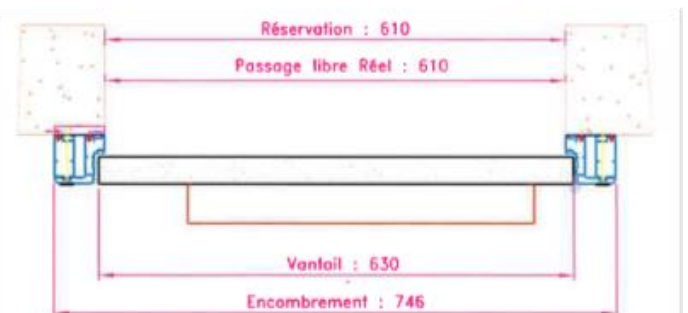 Réservation : 610
Passage libre Réel : 610
Vantail : 630
Encombrement : 746